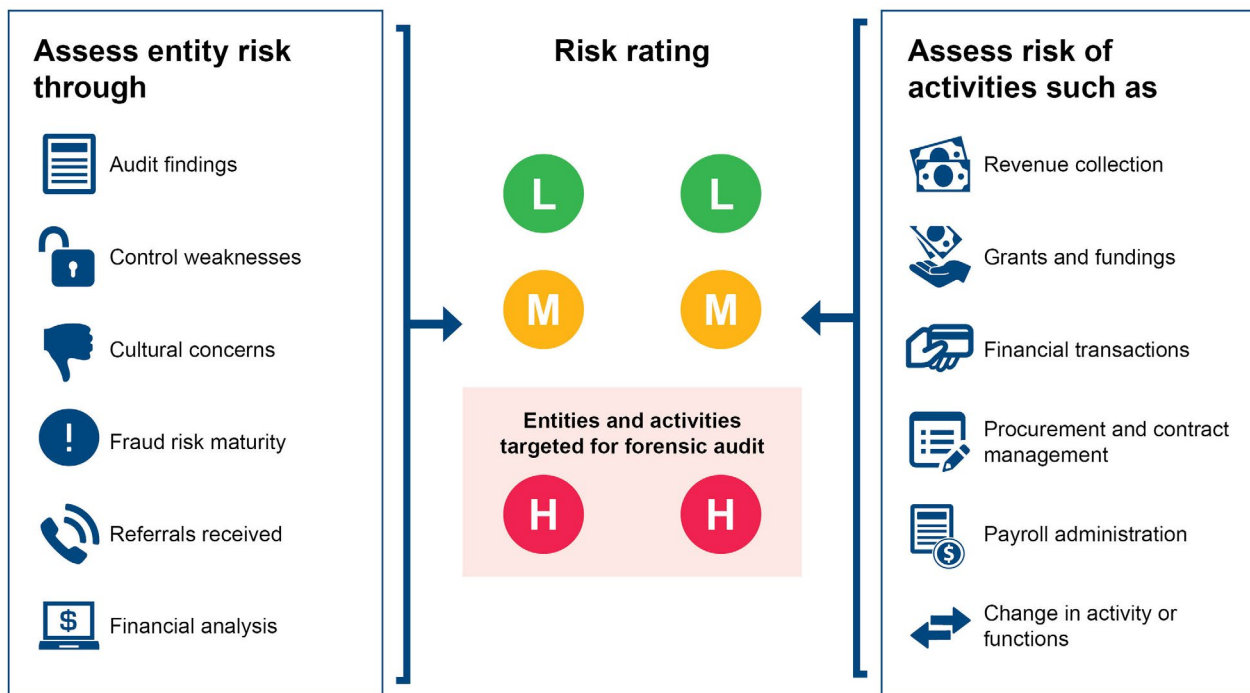 Assess entity risk
through
Audit findings
Control weaknesses
Cultural concerns
Fraud risk maturity
Referrals received
$
Financial analysis
Risk rating
L L
M M
Entities and activities
targeted for forensic audit
H H
Assess risk of
activities such as
Revenue collection
Grants and fundings
Financial transactions
Procurement and contract
management
$
Payroll administration
Change in activity or
functions